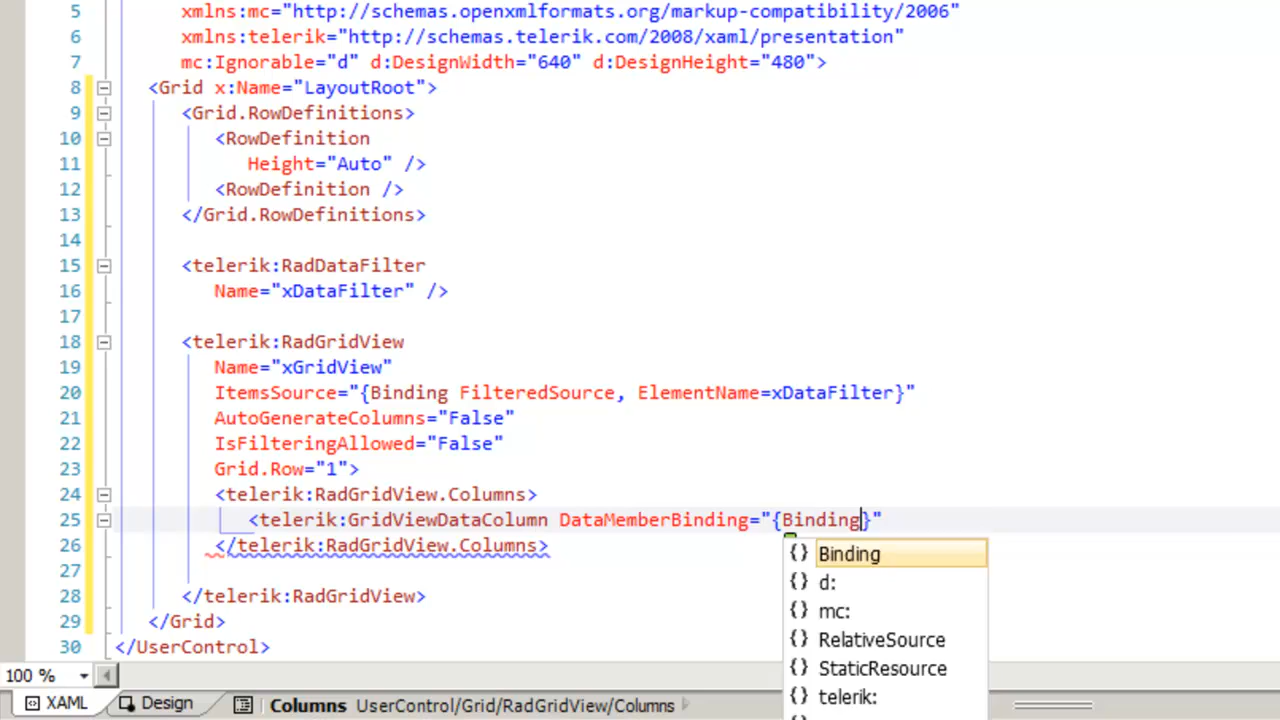 5 xmlns:mc="http://schemas.openxmlformats.org/markup-compatibility/2006"
6 xmlns:telerik="http://schemas.telerik.com/2008/xaml/presentation"
7 mc:Ignorable="d" d:DesignWidth="640" d:DesignHeight="480">
8 <Grid x:Name="LayoutRoot">
9 <Grid.RowDefinitions>
10 <RowDefinition
11 Height="Auto" />
12 <RowDefinition />
13 </Grid.RowDefinitions>
14
15 <telerik:RadDataFilter
16 Name="xDataFilter" />
17
18 <telerik:RadGridView
19 Name="xGridView"
20 ItemsSource="{Binding FilteredSource, ElementName=xDataFilter}"
21 AutoGenerateColumns="False"
22 IsFilteringAllowed="False"
23 Grid.Row="1">
24 <telerik:RadGridView.Columns>
25 <telerik:GridViewDataColumn DataMemberBinding="{Binding}"
26 </telerik:RadGridView.Columns>
27
28 </telerik:RadGridView>
29 </Grid>
30 </UserControl>
{} Binding
{} d:
{} mc:
{} RelativeSource
{} StaticResource
{} telerik:
100 %
XAML Design Columns UserControl/Grid/RadGridView/Columns